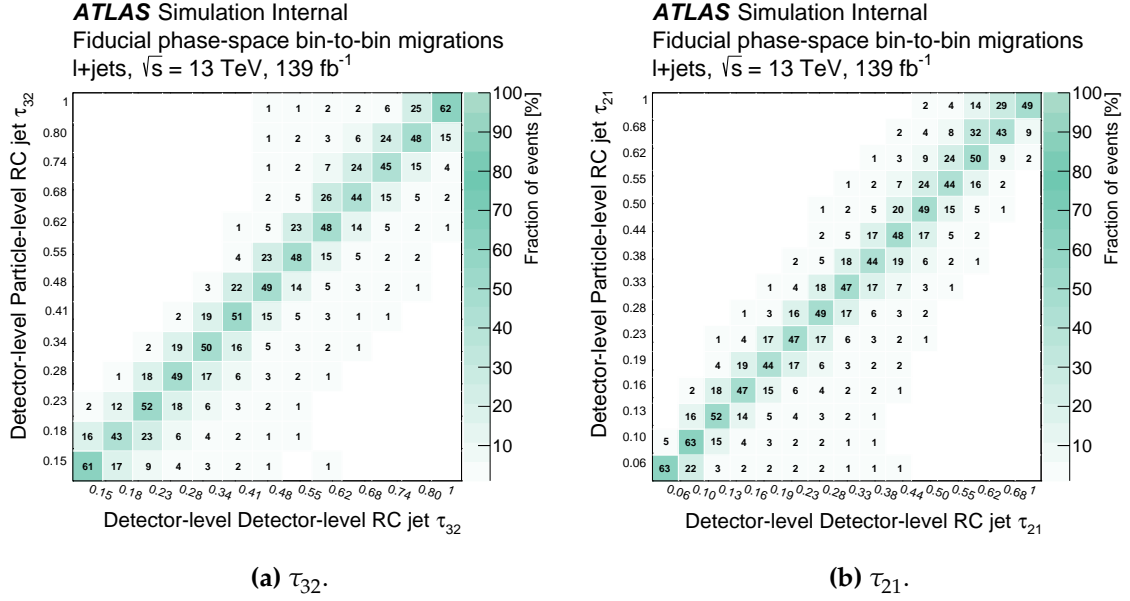 ATLAS Simulation Internal
Fiducial phase-space bin-to-bin migrations
l+jets, √s = 13 TeV, 139 fb⁻¹
Detector-level Particle-level RC jet τ₃₂
1
0.80
0.74
0.68
0.62
0.55
0.48
0.41
0.34
0.28
0.23
0.18
0.15
1 1 2 2 6 25 62
1 2 3 6 24 48 15
1 2 7 24 45 15 4
2 5 26 44 15 5 2
1 5 23 48 14 5 2 1
4 23 48 15 5 2 2
3 22 49 14 5 3 2 1
2 19 51 15 5 3 1 1
2 19 50 16 5 3 2 1
1 18 49 17 6 3 2 1
2 12 52 18 6 3 2 1
16 43 23 6 4 2 1 1
61 17 9 4 3 2 1 1
0.15 0.18 0.23 0.28 0.34 0.41 0.48 0.55 0.62 0.68 0.74 0.80 1
Detector-level Detector-level RC jet τ₃₂
100
90
80
70
60
50
40
30
20
10
Fraction of events [%]
(a) τ₃₂.
ATLAS Simulation Internal
Fiducial phase-space bin-to-bin migrations
l+jets, √s = 13 TeV, 139 fb⁻¹
Detector-level Particle-level RC jet τ₂₁
1
0.68
0.62
0.55
0.50
0.44
0.38
0.33
0.28
0.23
0.19
0.16
0.13
0.10
0.06
2 4 14 29 49
2 4 8 32 43 9
1 3 9 24 50 9 2
1 2 7 24 44 16 2
1 2 5 20 49 15 5 1
2 5 17 48 17 5 2
2 5 18 44 19 6 2 1
1 4 18 47 17 7 3 1
1 3 16 49 17 6 3 2
1 4 17 47 17 6 3 2 1
4 19 44 17 6 3 2 2
2 18 47 15 6 4 2 2 1
16 52 14 5 4 3 2 1
5 63 15 4 3 2 2 1 1
63 22 3 2 2 2 2 1 1 1
0.06 0.10 0.13 0.16 0.19 0.23 0.28 0.33 0.38 0.44 0.50 0.55 0.62 0.68 1
Detector-level Detector-level RC jet τ₂₁
100
90
80
70
60
50
40
30
20
10
Fraction of events [%]
(b) τ₂₁.